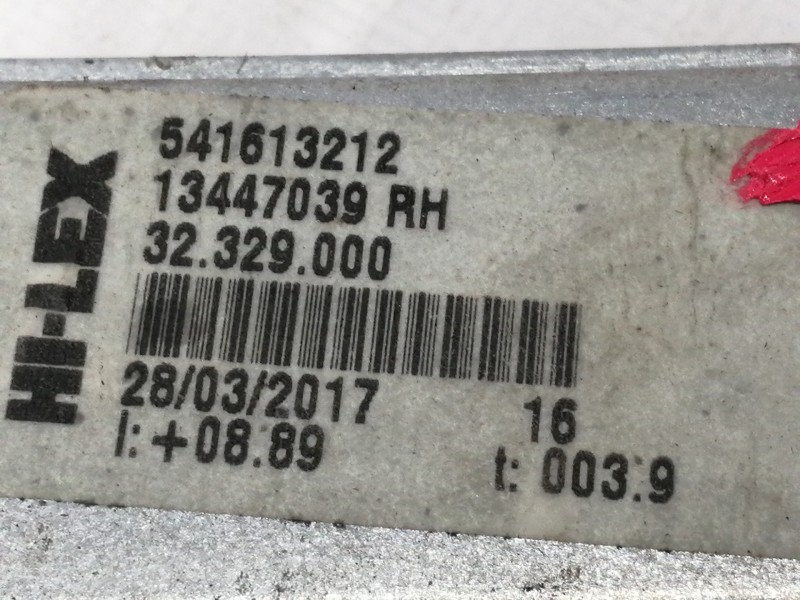 HI-LEX
541613212
13447039 RH
32.329.000
28/03/2017 16
l: +08.89 t: 003.9